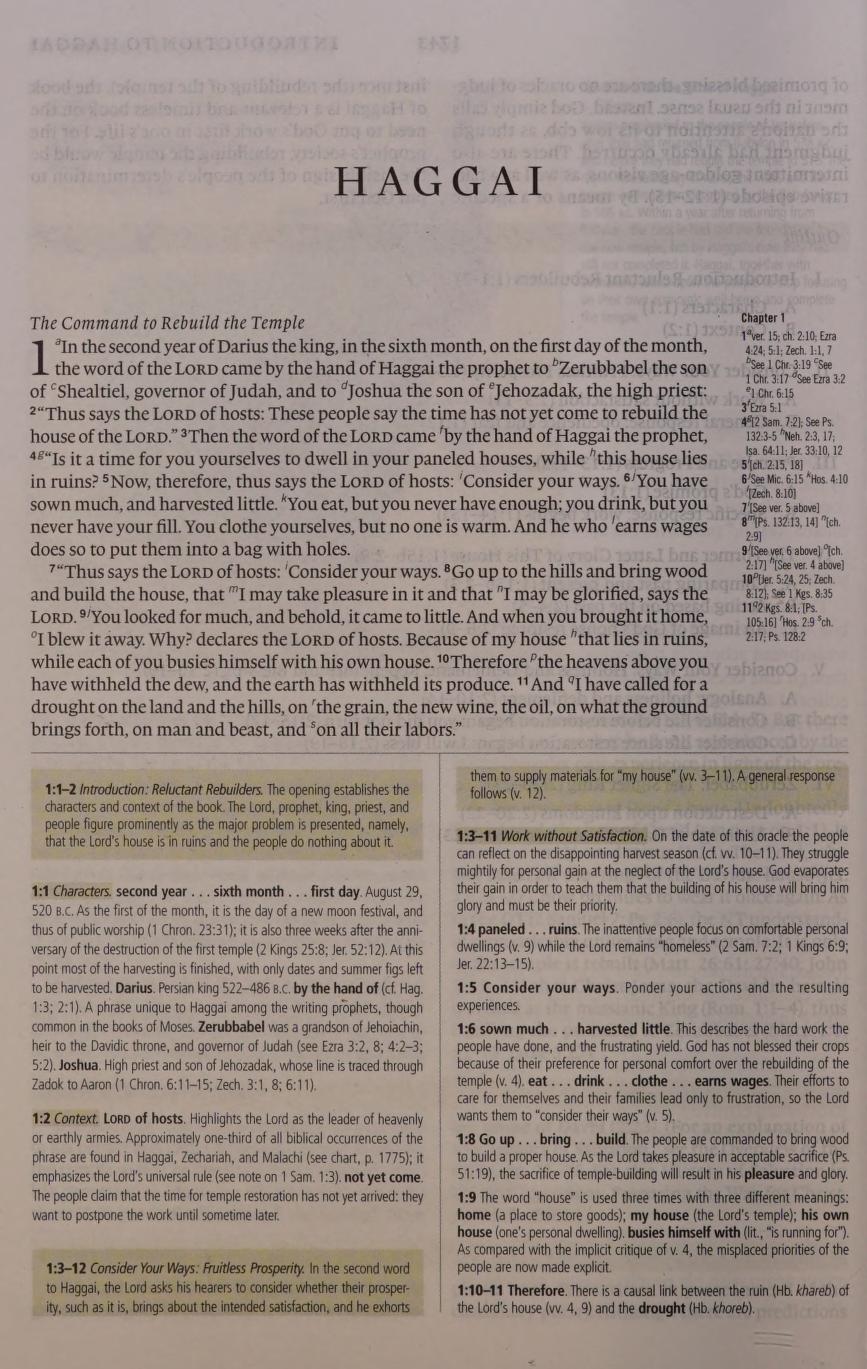 HAGGAI
The Command to Rebuild the Temple
1 aIn the second year of Darius the king, in the sixth month, on the first day of the month,
the word of the LORD came by the hand of Haggai the prophet to bZerubbabel the son
of cShealtiel, governor of Judah, and to dJoshua the son of eJehozadak, the high priest:
2“Thus says the LORD of hosts: These people say the time has not yet come to rebuild the
house of the LORD.” 3Then the word of the LORD came fby the hand of Haggai the prophet,
4g“Is it a time for you yourselves to dwell in your paneled houses, while hthis house lies
in ruins? 5Now, therefore, thus says the LORD of hosts: iConsider your ways. 6jYou have
sown much, and harvested little. kYou eat, but you never have enough; you drink, but you
never have your fill. You clothe yourselves, but no one is warm. And he who learns wages
does so to put them into a bag with holes.
7“Thus says the LORD of hosts: iConsider your ways. 8Go up to the hills and bring wood
and build the house, that mI may take pleasure in it and that nI may be glorified, says the
LORD. 9jYou looked for much, and behold, it came to little. And when you brought it home,
oI blew it away. Why? declares the LORD of hosts. Because of my house hthat lies in ruins,
while each of you busies himself with his own house. 10Therefore pthe heavens above you
have withheld the dew, and the earth has withheld its produce. 11And qI have called for a
drought on the land and the hills, on rthe grain, the new wine, the oil, on what the ground
brings forth, on man and beast, and son all their labors.”
Chapter 1
1aver. 15; ch. 2:10; Ezra
4:24; 5:1; Zech. 1:1, 7
bSee 1 Chr. 3:19 cSee
1 Chr. 3:17 dSee Ezra 3:2
e1 Chr. 6:15
3fEzra 5:1
4g[2 Sam. 7:2]; See Ps.
132:3-5 hNeh. 2:3, 17;
Isa. 64:11; Jer. 33:10, 12
5i[ch. 2:15, 18]
6jSee Mic. 6:15 kHos. 4:10
l[Zech. 8:10]
7i[See ver. 5 above]
8m[Ps. 132:13, 14] n[ch.
2:9]
9j[See ver. 6 above] o[ch.
2:17] h[See ver. 4 above]
10p[Jer. 5:24, 25; Zech.
8:12]; See 1 Kgs. 8:35
11q2 Kgs. 8:1; [Ps.
105:16] rHos. 2:9 sch.
2:17; Ps. 128:2
1:1–2 Introduction: Reluctant Rebuilders. The opening establishes the
characters and context of the book. The Lord, prophet, king, priest, and
people figure prominently as the major problem is presented, namely,
that the Lord's house is in ruins and the people do nothing about it.
1:1 Characters. second year . . . sixth month . . . first day. August 29,
520 B.C. As the first of the month, it is the day of a new moon festival, and
thus of public worship (1 Chron. 23:31); it is also three weeks after the anni-
versary of the destruction of the first temple (2 Kings 25:8; Jer. 52:12). At this
point most of the harvesting is finished, with only dates and summer figs left
to be harvested. Darius. Persian king 522–486 B.C. by the hand of (cf. Hag.
1:3; 2:1). A phrase unique to Haggai among the writing prophets, though
common in the books of Moses. Zerubbabel was a grandson of Jehoiachin,
heir to the Davidic throne, and governor of Judah (see Ezra 3:2, 8; 4:2–3;
5:2). Joshua. High priest and son of Jehozadak, whose line is traced through
Zadok to Aaron (1 Chron. 6:11–15; Zech. 3:1, 8; 6:11).
1:2 Context. LORD of hosts. Highlights the Lord as the leader of heavenly
or earthly armies. Approximately one-third of all biblical occurrences of the
phrase are found in Haggai, Zechariah, and Malachi (see chart, p. 1775); it
emphasizes the Lord's universal rule (see note on 1 Sam. 1:3). not yet come.
The people claim that the time for temple restoration has not yet arrived: they
want to postpone the work until sometime later.
1:3–12 Consider Your Ways: Fruitless Prosperity. In the second word
to Haggai, the Lord asks his hearers to consider whether their prosper-
ity, such as it is, brings about the intended satisfaction, and he exhorts
them to supply materials for “my house” (vv. 3–11). A general response
follows (v. 12).
1:3–11 Work without Satisfaction. On the date of this oracle the people
can reflect on the disappointing harvest season (cf. vv. 10–11). They struggle
mightily for personal gain at the neglect of the Lord's house. God evaporates
their gain in order to teach them that the building of his house will bring him
glory and must be their priority.
1:4 paneled . . . ruins. The inattentive people focus on comfortable personal
dwellings (v. 9) while the Lord remains “homeless” (2 Sam. 7:2; 1 Kings 6:9;
Jer. 22:13–15).
1:5 Consider your ways. Ponder your actions and the resulting
experiences.
1:6 sown much . . . harvested little. This describes the hard work the
people have done, and the frustrating yield. God has not blessed their crops
because of their preference for personal comfort over the rebuilding of the
temple (v. 4). eat . . . drink . . . clothe . . . earns wages. Their efforts to
care for themselves and their families lead only to frustration, so the Lord
wants them to “consider their ways” (v. 5).
1:8 Go up . . . bring . . . build. The people are commanded to bring wood
to build a proper house. As the Lord takes pleasure in acceptable sacrifice (Ps.
51:19), the sacrifice of temple-building will result in his pleasure and glory.
1:9 The word “house” is used three times with three different meanings:
home (a place to store goods); my house (the Lord's temple); his own
house (one's personal dwelling). busies himself with (lit., “is running for”).
As compared with the implicit critique of v. 4, the misplaced priorities of the
people are now made explicit.
1:10–11 Therefore. There is a causal link between the ruin (Hb. khareb) of
the Lord's house (vv. 4, 9) and the drought (Hb. khoreb).